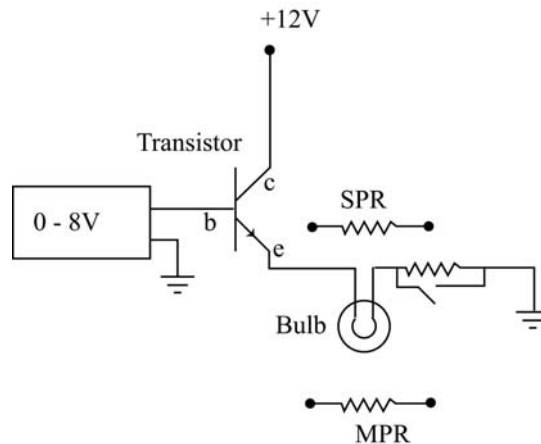 +12V
Transistor
c
SPR
0 - 8V
b
e
Bulb
MPR